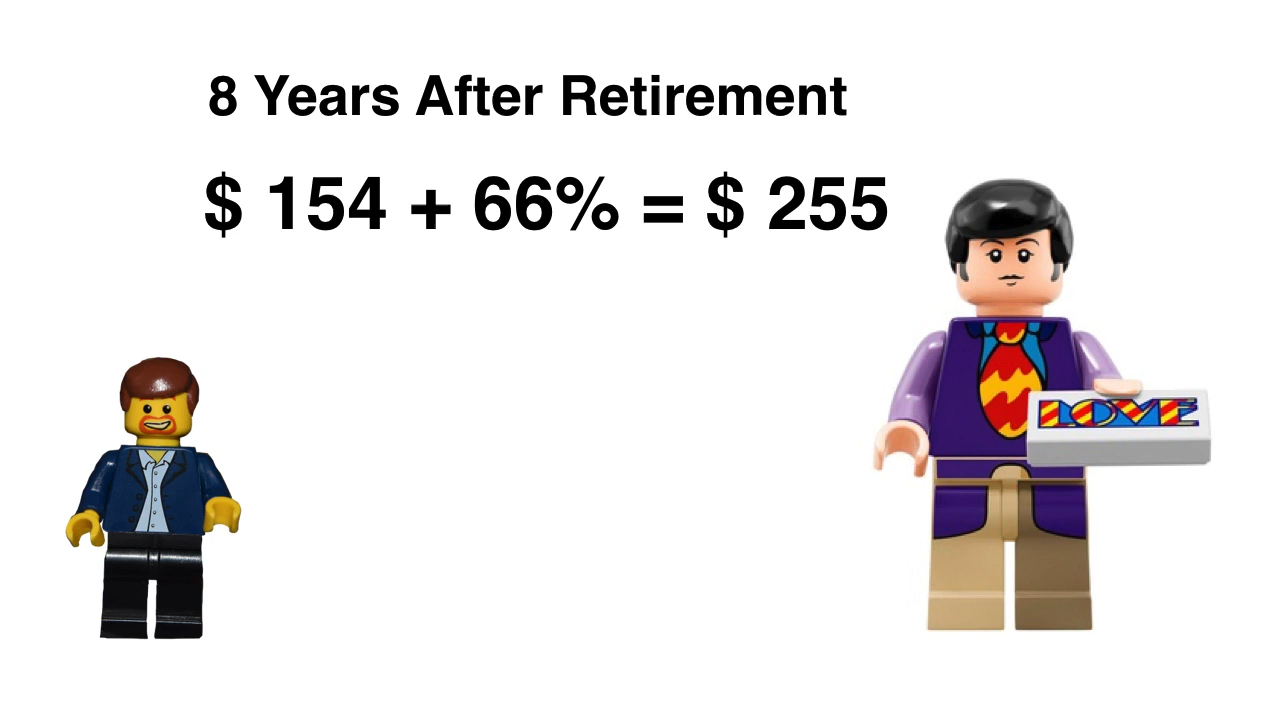 8 Years After Retirement
$ 154 + 66% = $ 255
LOVE